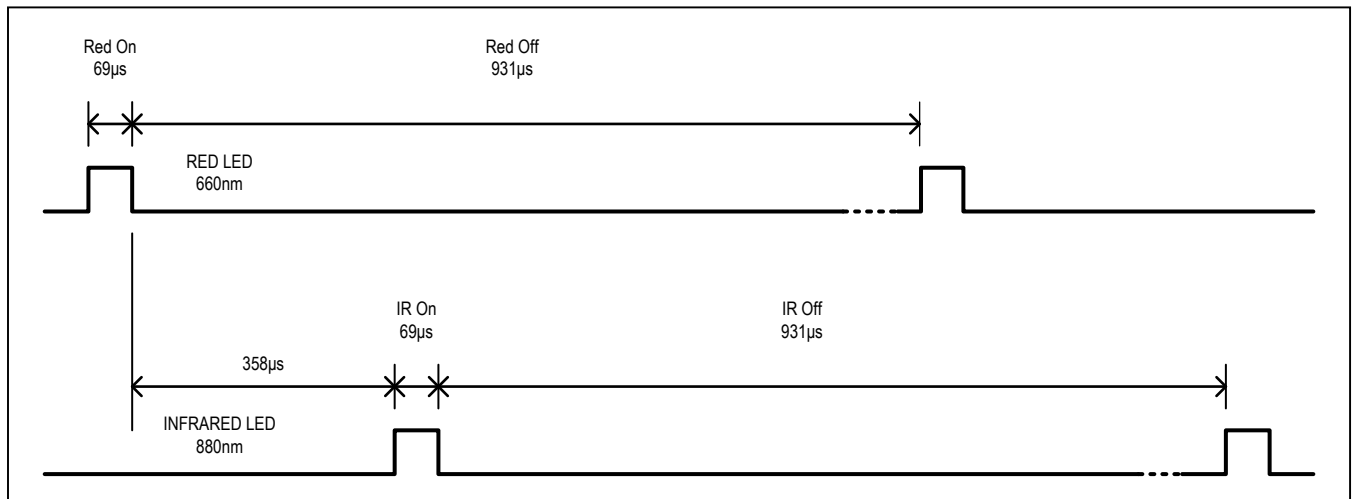 Red On
69µs
Red Off
931µs
RED LED
660nm
IR On
69µs
IR Off
931µs
358µs
INFRARED LED
880nm